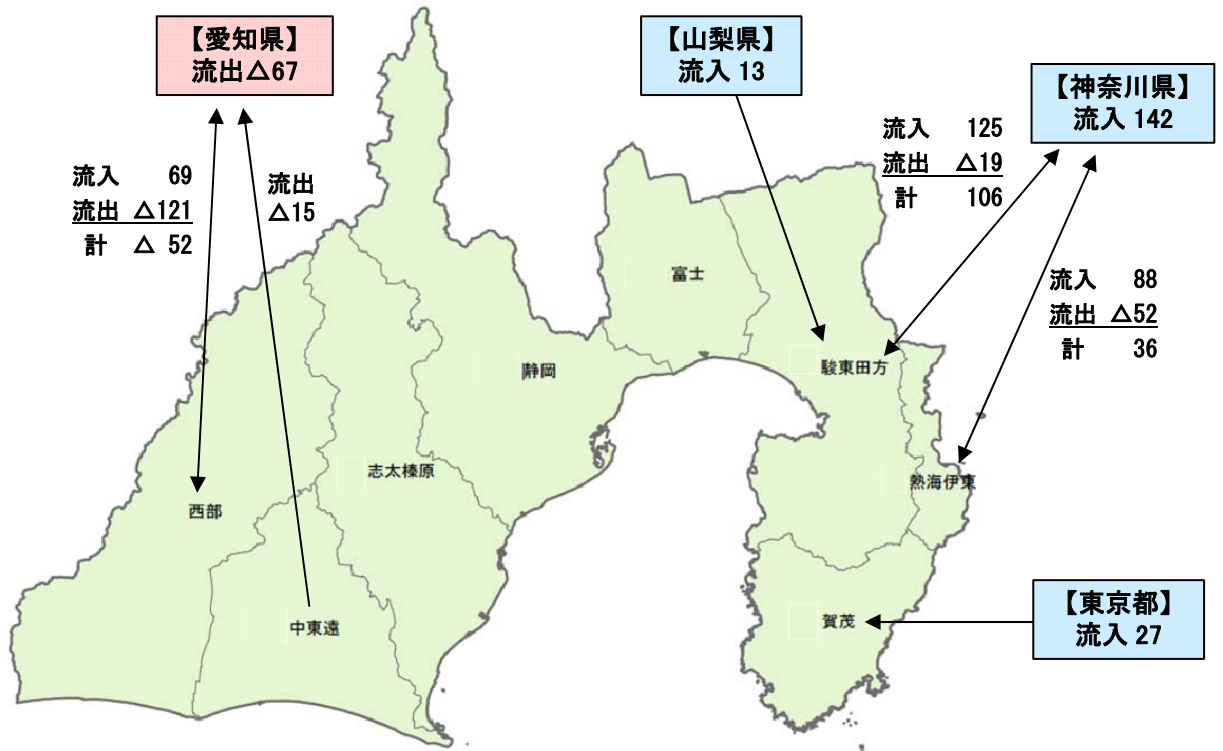 【愛知県】
流出△67
【山梨県】
流入 13
【神奈川県】
流入 142
流入 69
流出 △121
計 △ 52
流出
△15
流入 125
流出 △19
計 106
流入 88
流出 △52
計 36
富士
駿東田方
静岡
志太榛原
熱海伊東
西部
中東遠
賀茂
【東京都】
流入 27